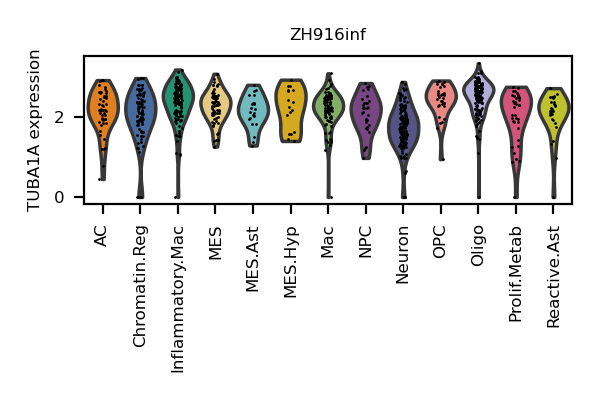 ZH916inf
TUBA1A expression
2
0
AC
Chromatin.Reg
Inflammatory.Mac
MES
MES.Ast
MES.Hyp
Mac
NPC
Neuron
OPC
Oligo
Prolif.Metab
Reactive.Ast